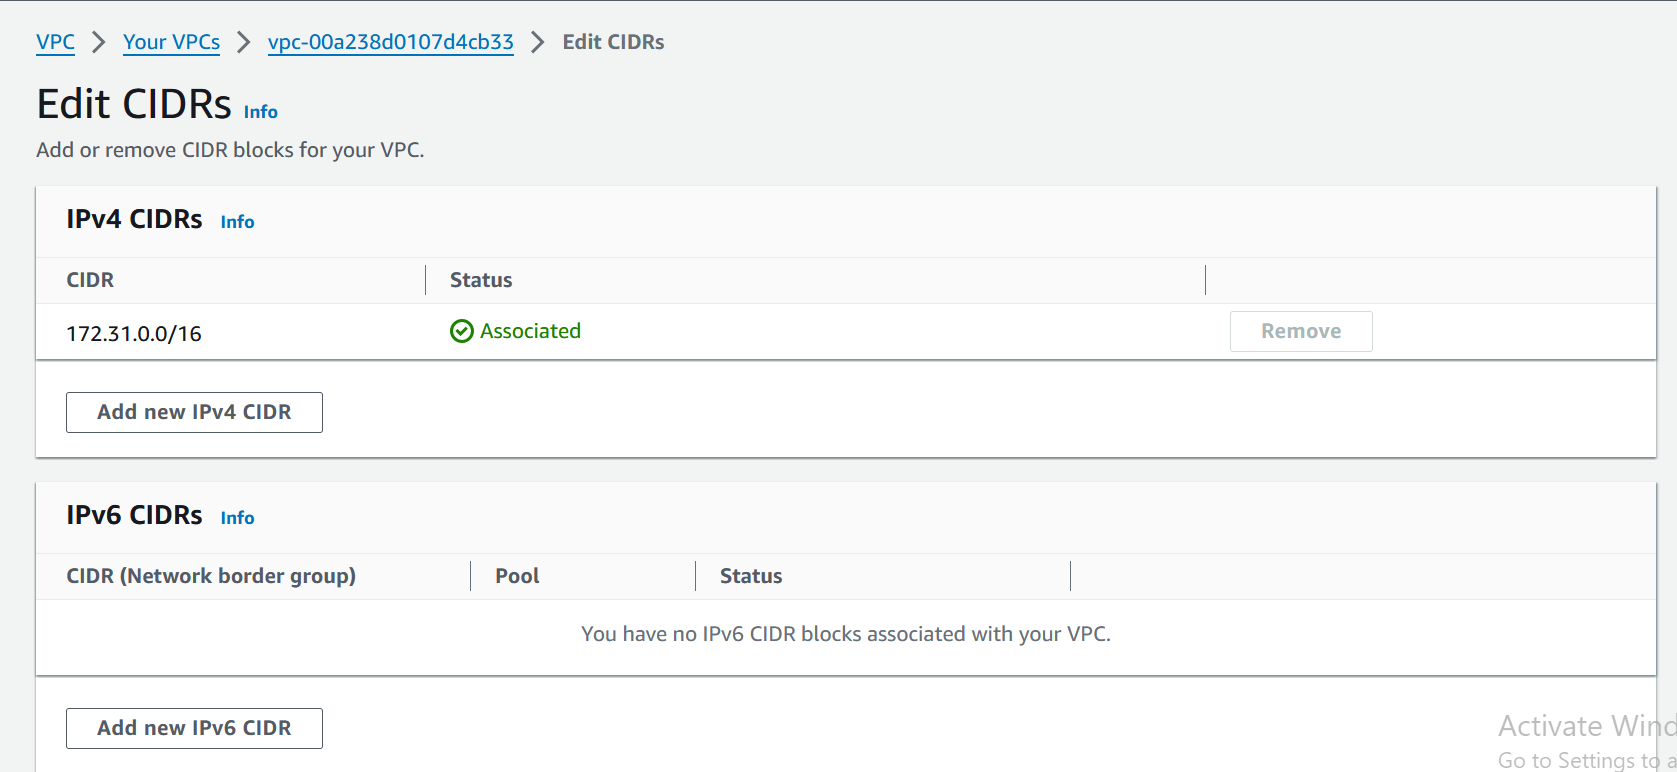 VPC > Your VPCs > vpc-00a238d0107d4cb33 > Edit CIDRs
Edit CIDRs Info
Add or remove CIDR blocks for your VPC.
IPv4 CIDRs Info
CIDR Status
172.31.0.0/16 Associated Remove
Add new IPv4 CIDR
IPv6 CIDRs Info
CIDR (Network border group) Pool Status
You have no IPv6 CIDR blocks associated with your VPC.
Add new IPv6 CIDR
Activate Wind
Go to Settings to a